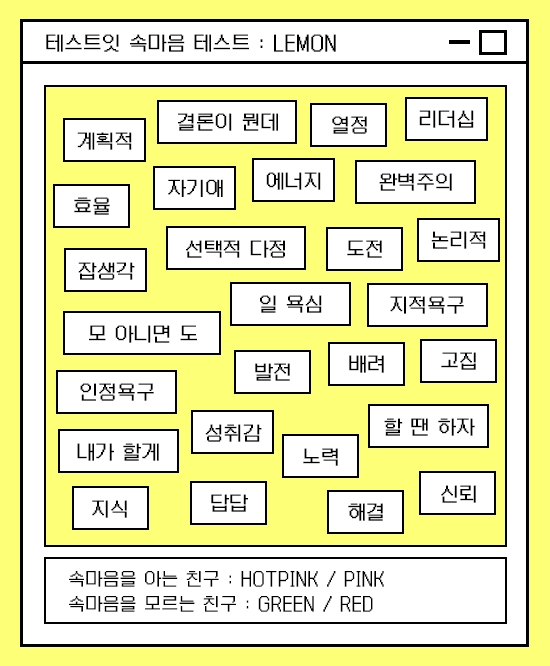 테스트잇 속마음 테스트 : LEMON
계획적
결론이 뭔데
열정
리더십
효율
자기애
에너지
완벽주의
잡생각
선택적 다정
도전
논리적
일 욕심
지적욕구
모 아니면 도
발전
배려
고집
인정욕구
성취감
할 땐 하자
내가 할게
노력
지식
답답
해결
신뢰
속마음을 아는 친구 : HOTPINK / PINK
속마음을 모르는 친구 : GREEN / RED